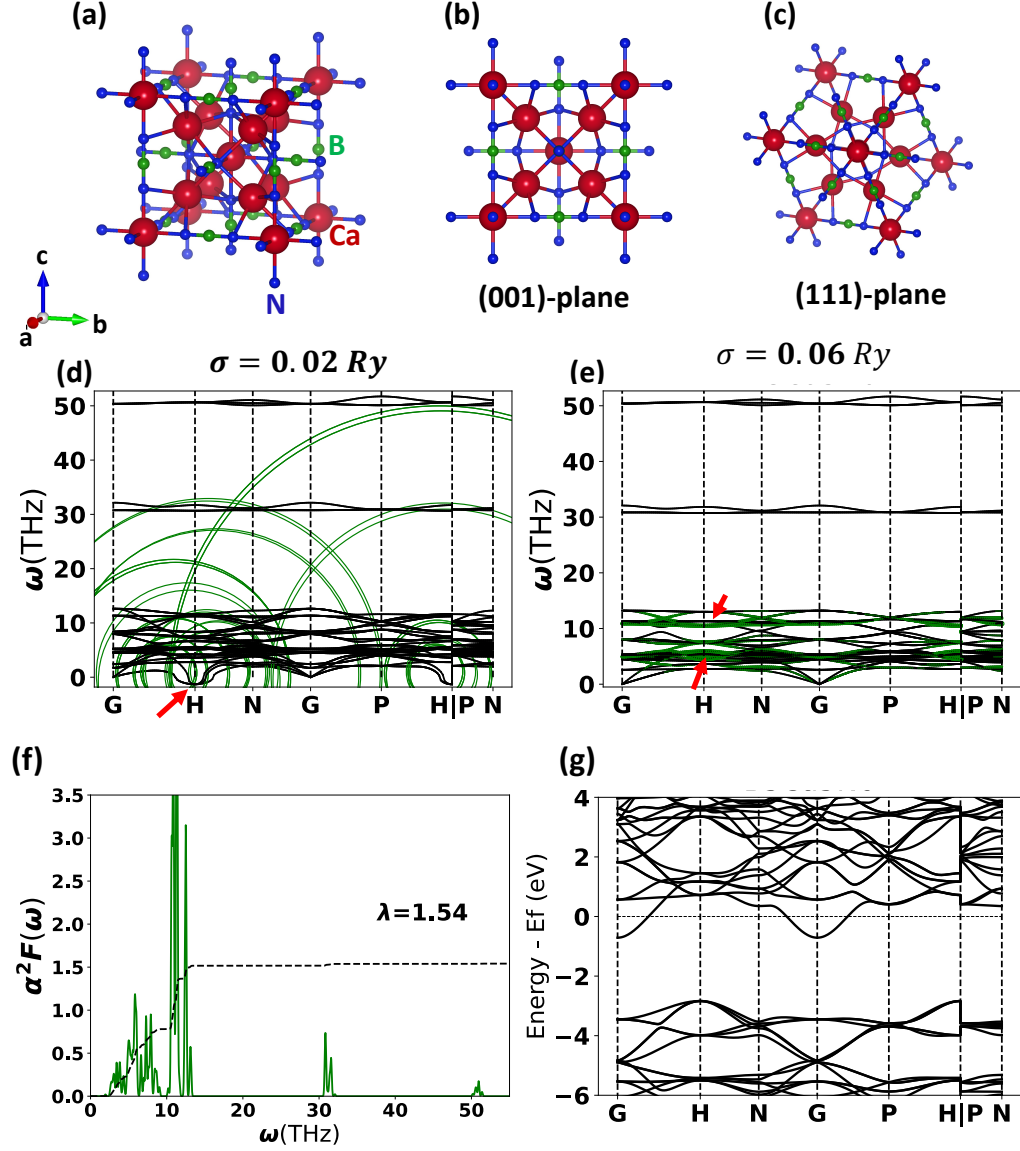 (a)
(b)
(c)
B
Ca
N
c
b
a
(001)-plane
(111)-plane
σ = 0.02 Ry
σ = 0.06 Ry
(d)
(e)
50
40
30
20
10
0
ω(THz)
G H N G P H|P N
50
40
30
20
10
0
ω(THz)
G H N G P H|P N
(f)
(g)
3.5
3.0
2.5
2.0
1.5
1.0
0.5
0.0
α²F(ω)
λ=1.54
0 10 20 30 40 50
ω(THz)
4
2
0
−2
−4
−6
Energy - Ef (eV)
G H N G P H|P N